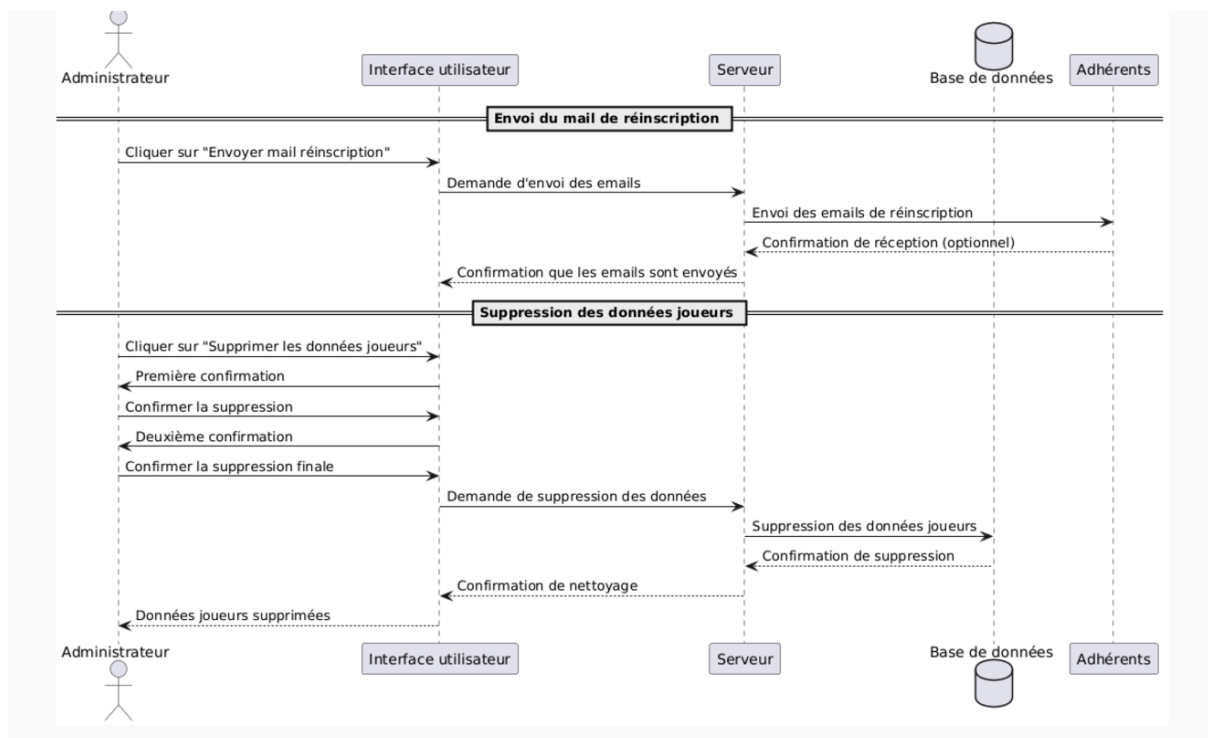 Administrateur
Interface utilisateur
Serveur
Base de données
Adhérents
Envoi du mail de réinscription
Cliquer sur "Envoyer mail réinscription"
Demande d'envoi des emails
Envoi des emails de réinscription
Confirmation de réception (optionnel)
Confirmation que les emails sont envoyés
Suppression des données joueurs
Cliquer sur "Supprimer les données joueurs"
Première confirmation
Confirmer la suppression
Deuxième confirmation
Confirmer la suppression finale
Demande de suppression des données
Suppression des données joueurs
Confirmation de suppression
Confirmation de nettoyage
Données joueurs supprimées
Administrateur
Interface utilisateur
Serveur
Base de données
Adhérents